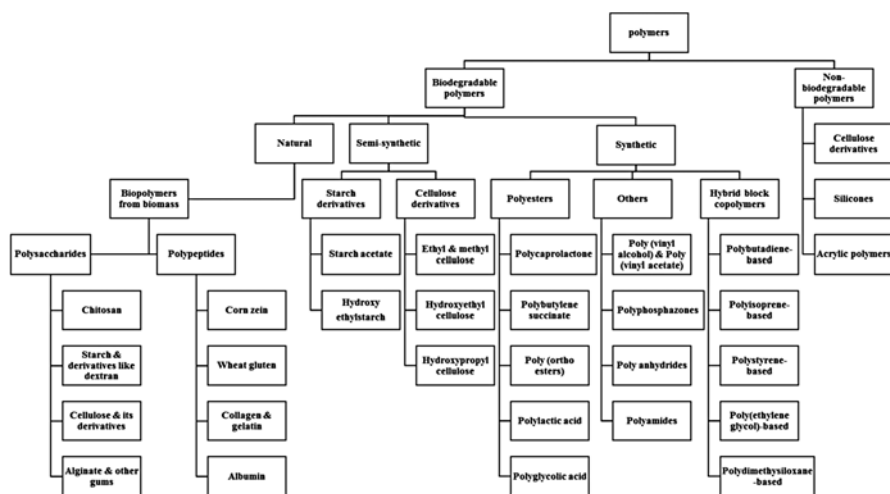 polymers
Biodegradable
polymers
Non-
biodegradable
polymers
Natural
Semi-synthetic
Synthetic
Cellulose
derivatives
Biopolymers
from biomass
Starch
derivatives
Cellulose
derivatives
Polyesters
Others
Hybrid block
copolymers
Silicones
Polysaccharides
Polypeptides
Starch acetate
Ethyl & methyl
cellulose
Polycaprolactone
Poly (vinyl
alcohol) & Poly
(vinyl acetate)
Polybutadiene-
based
Acrylic polymers
Chitosan
Corn zein
Hydroxy
ethylstarch
Hydroxyethyl
cellulose
Polybutylene
succinate
Polyphosphazones
Polyisoprene-
based
Starch &
derivatives like
dextran
Wheat gluten
Hydroxypropyl
cellulose
Poly (ortho
esters)
Poly anhydrides
Polystyrene-
based
Cellulose & its
derivatives
Collagen &
gelatin
Polylactic acid
Polyamides
Poly(ethylene
glycol)-based
Alginate & other
gums
Albumin
Polyglycolic acid
Polydimethysiloxane
-based